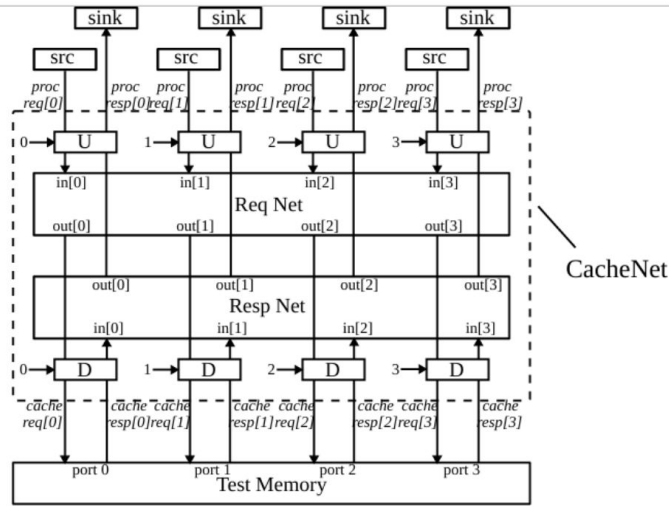 sink sink sink sink
src src src src
proc proc proc proc proc proc proc proc
req[0] resp[0] req[1] resp[1] req[2] resp[2] req[3] resp[3]
0 U 1 U 2 U 3 U
in[0] in[1] in[2] in[3]
Req Net
out[0] out[1] out[2] out[3]
CacheNet
out[0] out[1] out[2] out[3]
Resp Net
in[0] in[1] in[2] in[3]
0 D 1 D 2 D 3 D
cache cache cache cache cache cache cache cache
req[0] resp[0] req[1] resp[1] req[2] resp[2] req[3] resp[3]
port 0 port 1 port 2 port 3
Test Memory